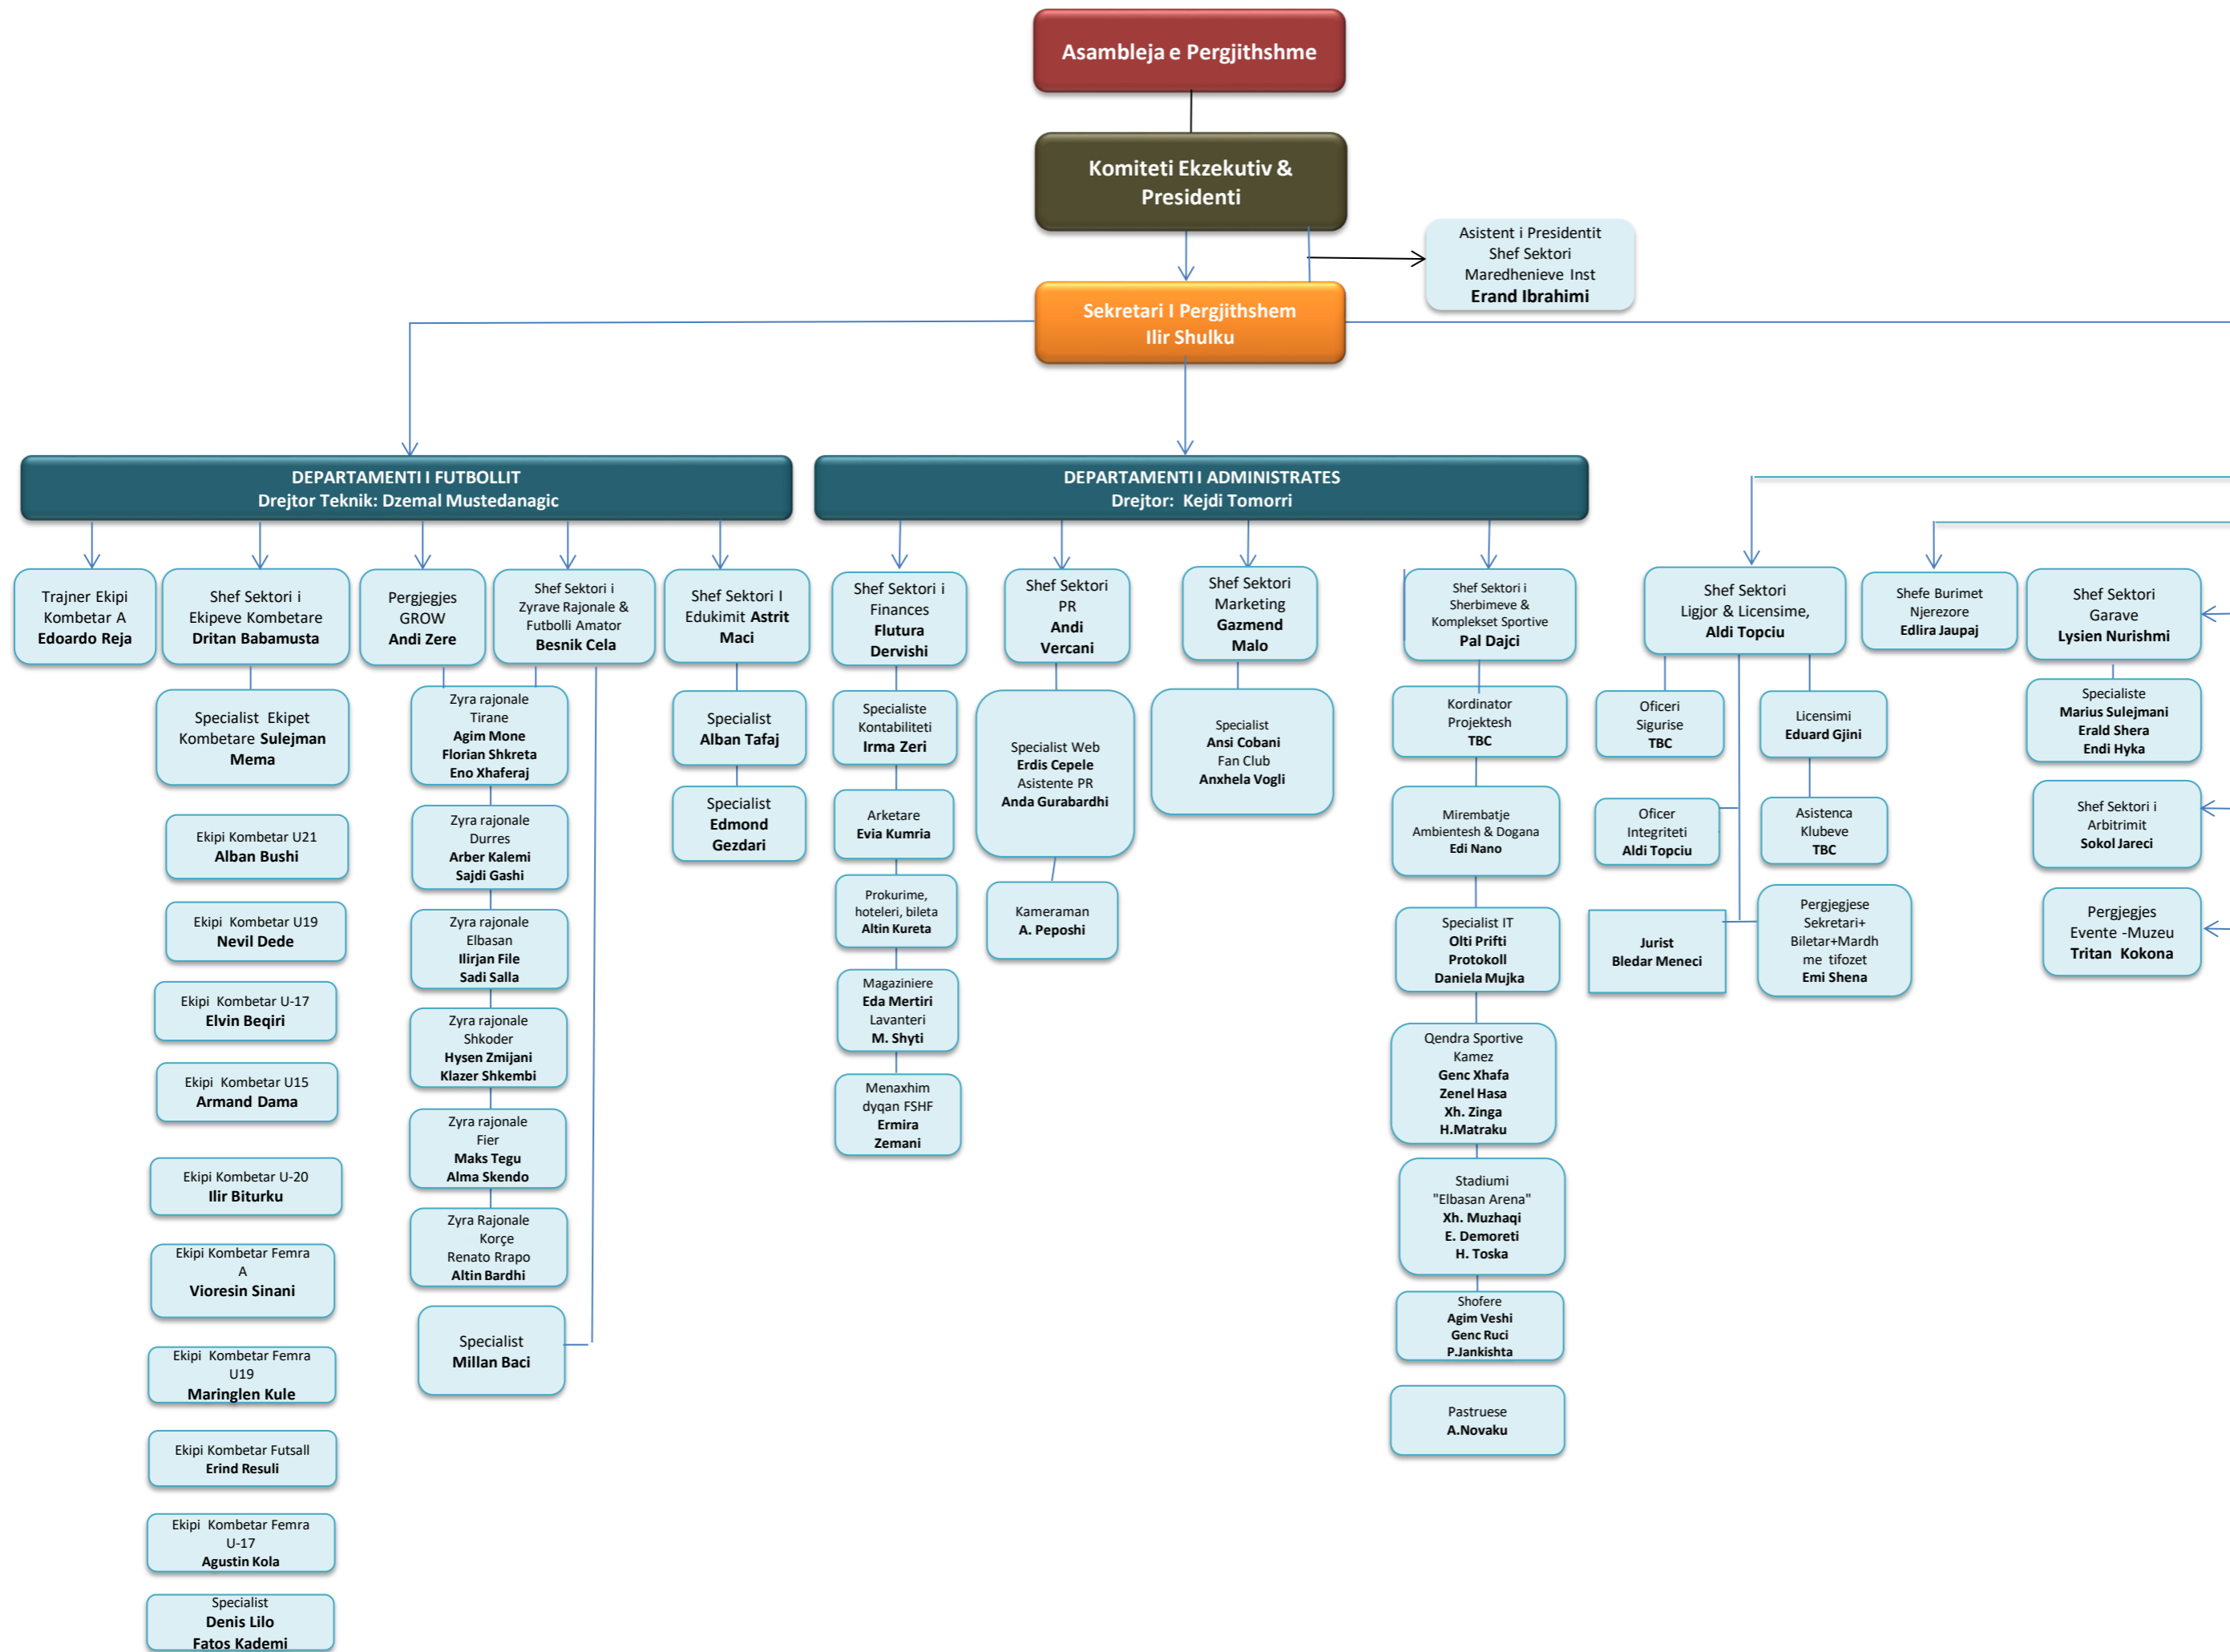 Asambleja e Pergjithshme
Komiteti Ekzekutiv &
Presidenti
Asistent i Presidentit
Shef Sektori
Maredhenieve Inst
Erand Ibrahimi
Sekretari I Pergjithshem
Ilir Shulku
DEPARTAMENTI I FUTBOLLIT
Drejtor Teknik: Dzemal Mustedanagic
DEPARTAMENTI I ADMINISTRATES
Drejtor: Kejdi Tomorri
Trajner Ekipi
Kombetar A
Edoardo Reja
Shef Sektori i
Ekipeve Kombetare
Dritan Babamusta
Specialist Ekipet
Kombetare Sulejman
Mema
Ekipi Kombetar U21
Alban Bushi
Ekipi Kombetar U19
Nevil Dede
Ekipi Kombetar U-17
Elvin Beqiri
Ekipi Kombetar U15
Armand Dama
Ekipi Kombetar U-20
Ilir Biturku
Ekipi Kombetar Femra
A
Vioresin Sinani
Ekipi Kombetar Femra
U19
Maringlen Kule
Ekipi Kombetar Futsall
Erind Resuli
Ekipi Kombetar Femra
U-17
Agustin Kola
Specialist
Denis Lilo
Fatos Kademi
Pergjegjes
GROW
Andi Zere
Shef Sektori i
Zyrave Rajonale &
Futbolli Amator
Besnik Cela
Zyra rajonale
Tirane
Agim Mone
Florian Shkreta
Eno Xhaferaj
Zyra rajonale
Durres
Arber Kalemi
Sajdi Gashi
Zyra rajonale
Elbasan
Ilirjan File
Sadi Salla
Zyra rajonale
Shkoder
Hysen Zmijani
Klazer Shkembi
Zyra rajonale
Fier
Maks Tegu
Alma Skendo
Zyra Rajonale
Korçe
Renato Rrapo
Altin Bardhi
Specialist
Millan Baci
Shef Sektori I
Edukimit Astrit
Maci
Specialist
Alban Tafaj
Specialist
Edmond
Gezdari
Shef Sektori i
Finances
Flutura
Dervishi
Specialiste
Kontabiliteti
Irma Zeri
Arketare
Evia Kumria
Prokurime,
hoteleri, bileta
Altin Kureta
Magaziniere
Eda Mertiri
Lavanteri
M. Shyti
Menaxhim
dyqan FSHF
Ermira
Zemani
Shef Sektori
PR
Andi
Vercani
Specialist Web
Erdis Cepele
Asistente PR
Anda Gurabardhi
Kameraman
A. Peposhi
Shef Sektori
Marketing
Gazmend
Malo
Specialist
Ansi Cobani
Fan Club
Anxhela Vogli
Shef Sektori i
Sherbimeve &
Komplekset Sportive
Pal Dajci
Kordinator
Projektesh
TBC
Mirembatje
Ambientesh & Dogana
Edi Nano
Specialist IT
Olti Prifti
Protokoll
Daniela Mujka
Qendra Sportive
Kamez
Genc Xhafa
Zenel Hasa
Xh. Zinga
H.Matraku
Stadiumi
"Elbasan Arena"
Xh. Muzhaqi
E. Demoreti
H. Toska
Shofere
Agim Veshi
Genc Ruci
P.Jankishta
Pastruese
A.Novaku
Shef Sektori
Ligjor & Licensime,
Aldi Topciu
Oficeri
Sigurise
TBC
Licensimi
Eduard Gjini
Oficer
Integriteti
Aldi Topciu
Asistenca
Klubeve
TBC
Jurist
Bledar Meneci
Pergjegjese
Sekretari+
Biletar+Mardh
me tifozet
Emi Shena
Shefe Burimet
Njerezore
Edlira Jaupaj
Shef Sektori
Garave
Lysien Nurishmi
Specialiste
Marius Sulejmani
Erald Shera
Endi Hyka
Shef Sektori i
Arbitrimit
Sokol Jareci
Pergjegjes
Evente -Muzeu
Tritan Kokona